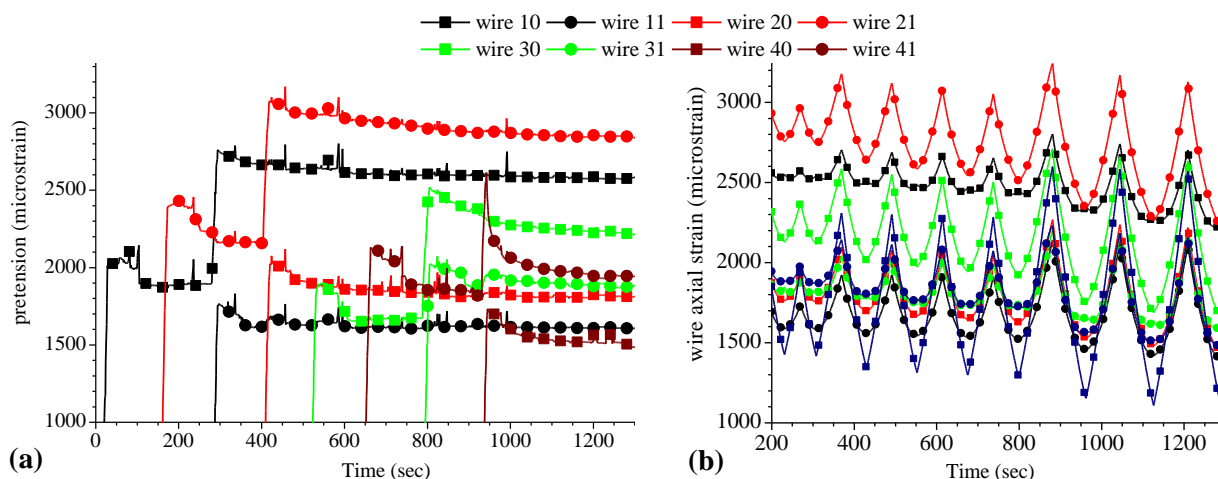 wire 10 wire 11 wire 20 wire 21
wire 30 wire 31 wire 40 wire 41
pretension (microstrain)
3000
2500
2000
1500
1000
0 200 400 600 800 1000 1200
Time (sec)
(a)
wire axial strain (microstrain)
3000
2500
2000
1500
1000
200 400 600 800 1000 1200
Time (sec)
(b)